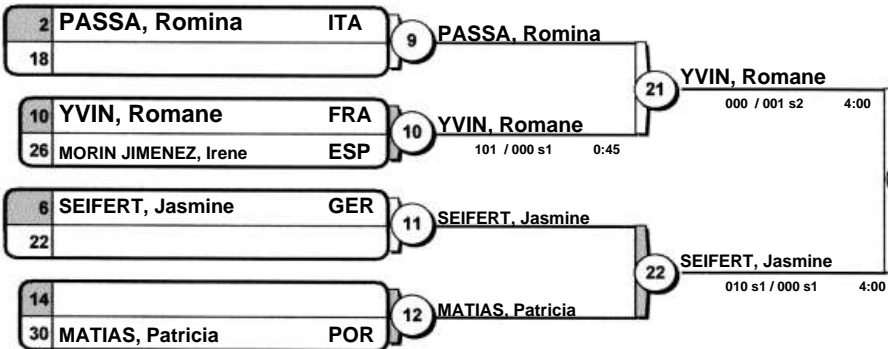 2 PASSA, Romina ITA
18
9 PASSA, Romina
10 YVIN, Romane FRA
26 MORIN JIMENEZ, Irene ESP
10 YVIN, Romane
101 / 000 s1 0:45
21 YVIN, Romane
000 / 001 s2 4:00
6 SEIFERT, Jasmine GER
22
11 SEIFERT, Jasmine
14
30 MATIAS, Patricia POR
12 MATIAS, Patricia
22 SEIFERT, Jasmine
010 s1 / 000 s1 4:00